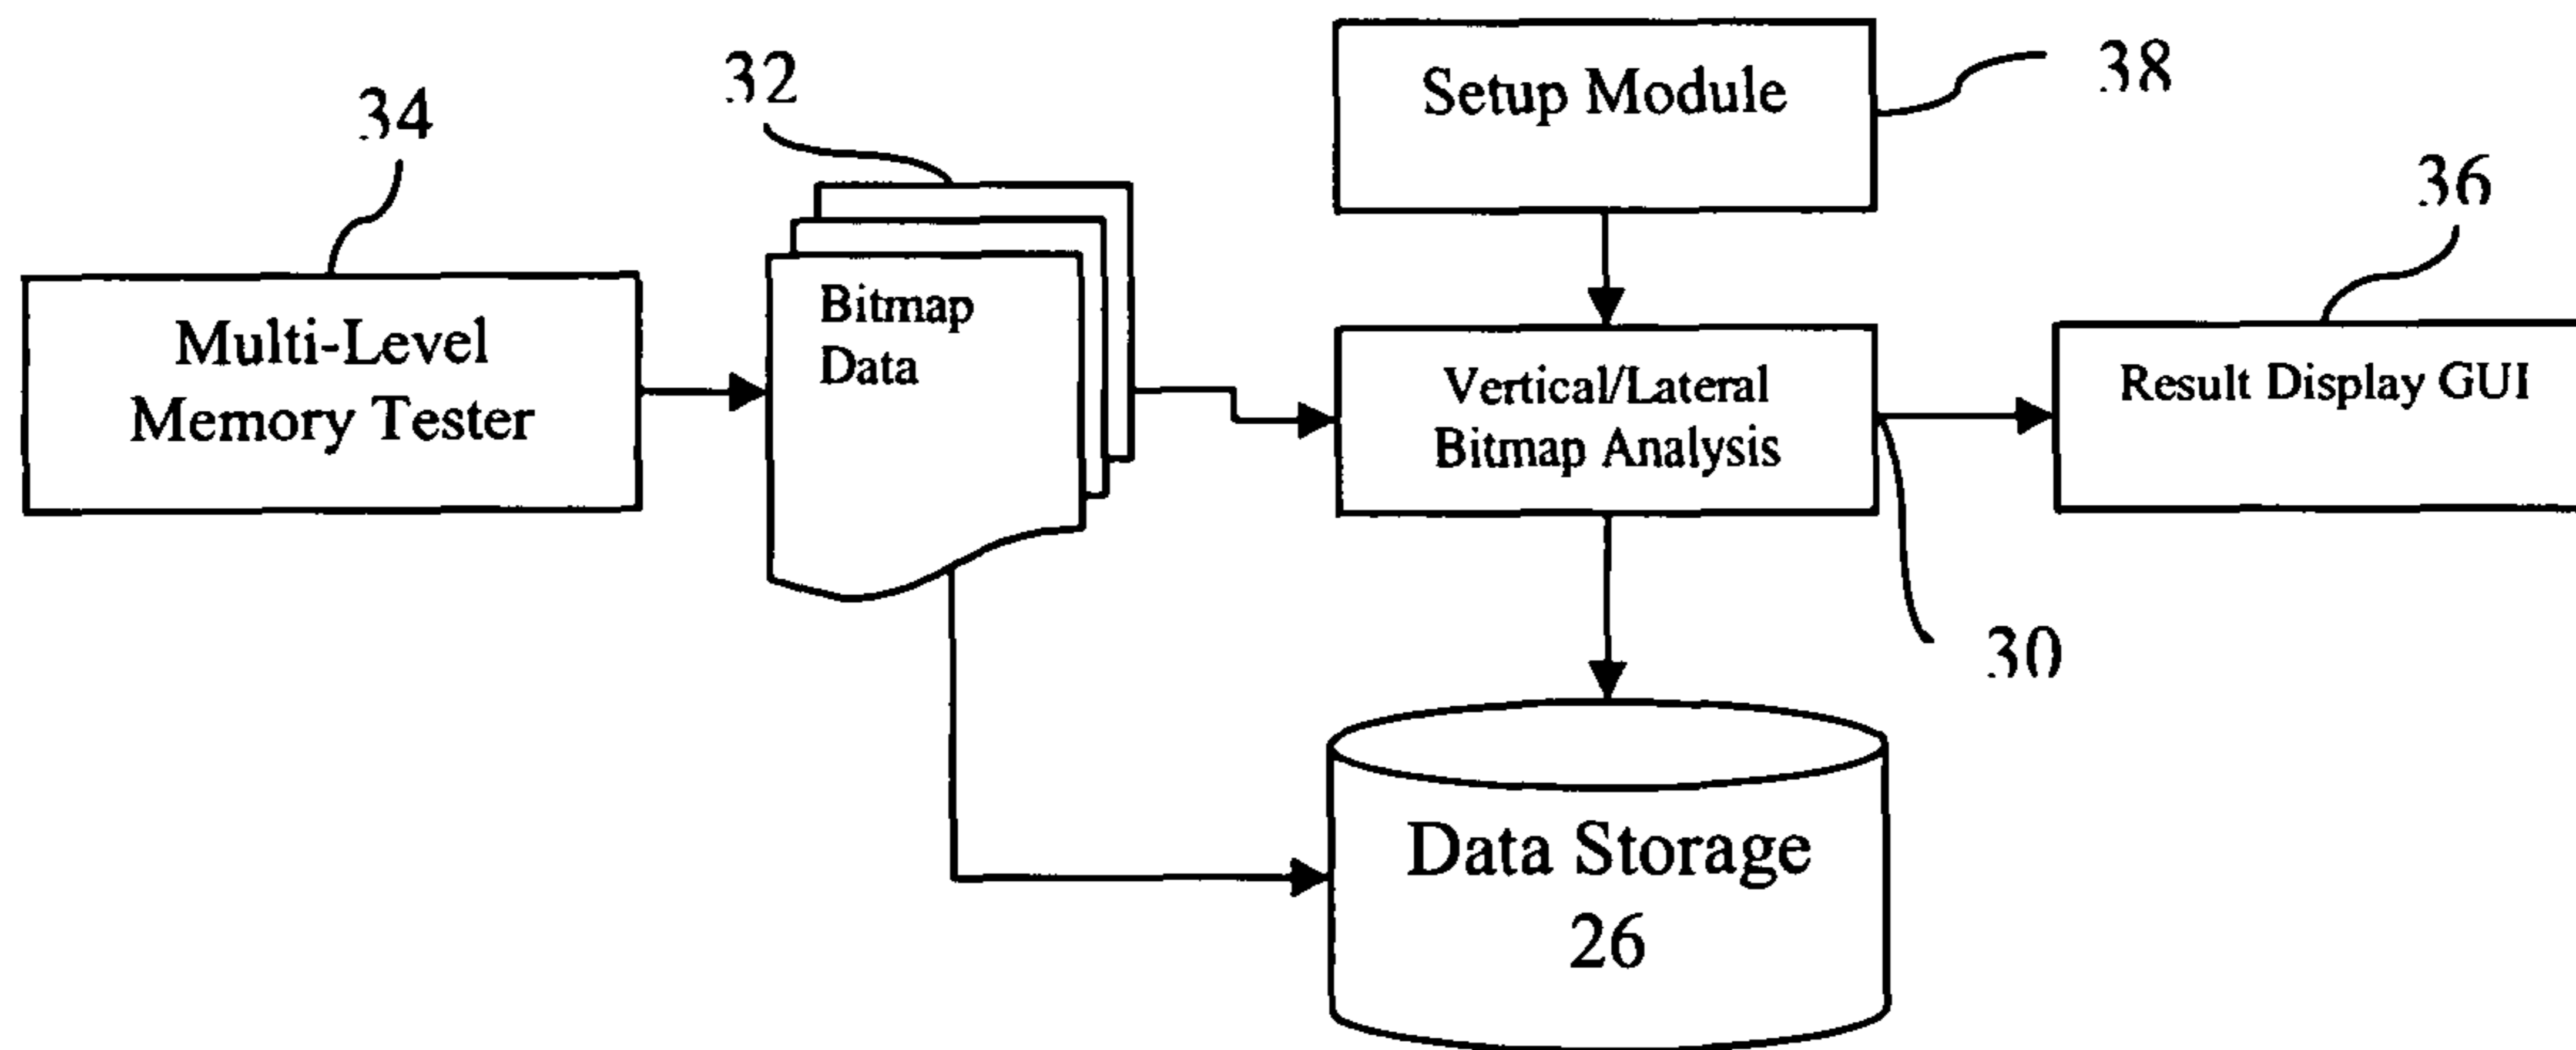 38
Setup Module
32
34
36
Bitmap
Data
Multi-Level
Memory Tester
Vertical/Lateral
Bitmap Analysis
Result Display GUI
30
Data Storage
26